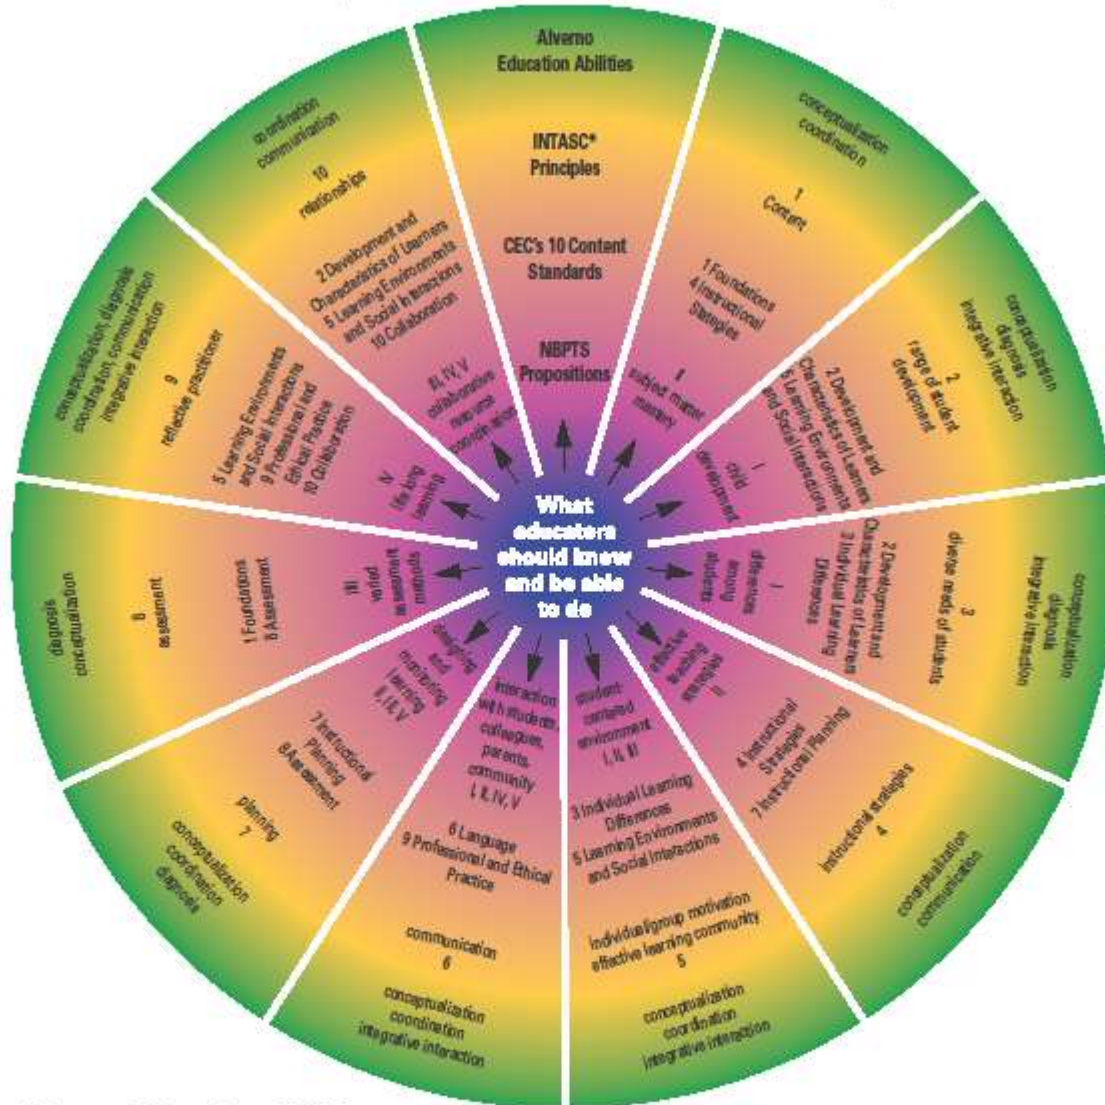 Alverno
Education Abilities
INTASC*
Principles
CEC's 10 Content
Standards
NBPTS
Propositions
conceptualization
coordination
1
Content
1 Foundations
4 Instructional
Stategies
II
subject matter
mastery
conceptualization
diagnosis
integrative interaction
2
range of student
development
2 Development and
Characteristics of Learners
5 Learning Environments
and Social Interactions
I
child
development
conceptualization
diagnosis
integrative interaction
3
diverse needs of students
2 Development and
Characteristics of Learners
3 Individual Learning
Differences
I
differences
among
students
effective
teaching
strategies
II
4 Instructional
Strategies
7 Instructional Planning
instructional strategies
4
conceptualization
communication
student-
centered
environment
I, II, III
3 Individual Learning
Differences
5 Learning Environments
and Social Interactions
individual/group motivation
effective learning community
5
conceptualization
coordination
integrative interaction
interaction
with students,
colleagues,
parents,
community
I, II, IV, V
6 Language
9 Professional and Ethical
Practice
communication
6
conceptualization
coordination
integrative interaction
designing
and
monitoring
learning
II, III, V
7 Instructional
Planning
8 Assessment
planning
7
conceptualization
coordination
diagnosis
diagnosis
conceptualization
8
assessment
1 Foundations
8 Assessment
III
varied
assessment
methods
conceptualization, diagnosis
coordination, communication
integrative interaction
9
reflective practitioner
5 Learning Environments
and Social Interactions
9 Professional and
Ethical Practice
10 Collaboration
IV
life-long
learning
coordination
communication
10
relationships
2 Development and
Characteristics of Learners
5 Learning Environments
and Social Interactions
10 Collaboration
III, IV, V
collaborative
resource
coordination
What
educators
should know
and be able
to do